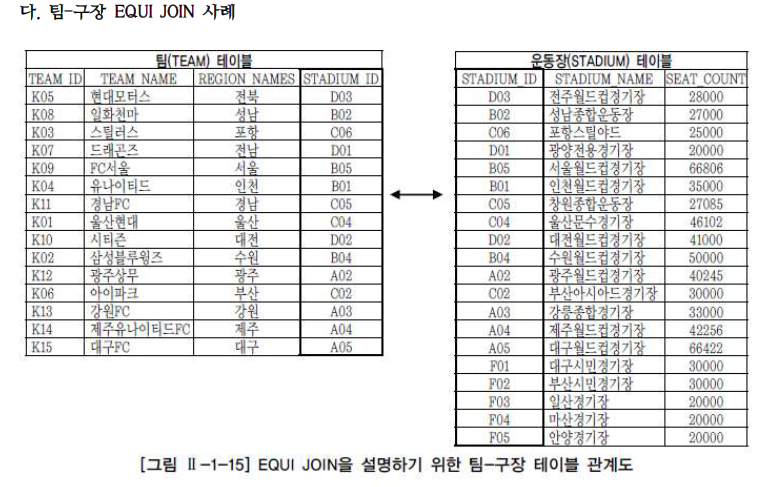 다. 팀-구장 EQUI JOIN 사례
팀(TEAM) 테이블
TEAM_ID TEAM_NAME REGION_NAMES STADIUM_ID
K05 현대모터스 전북 D03
K08 일화천마 성남 B02
K03 스틸러스 포항 C06
K07 드래곤즈 전남 D01
K09 FC서울 서울 B05
K04 유나이티드 인천 B01
K11 경남FC 경남 C05
K01 울산현대 울산 C04
K10 시티즌 대전 D02
K02 삼성블루윙즈 수원 B04
K12 광주상무 광주 A02
K06 아이파크 부산 C02
K13 강원FC 강원 A03
K14 제주유나이티드FC 제주 A04
K15 대구FC 대구 A05
운동장(STADIUM) 테이블
STADIUM_ID STADIUM_NAME SEAT_COUNT
D03 전주월드컵경기장 28000
B02 성남종합운동장 27000
C06 포항스틸야드 25000
D01 광양전용경기장 20000
B05 서울월드컵경기장 66806
B01 인천월드컵경기장 35000
C05 창원종합운동장 27085
C04 울산문수경기장 46102
D02 대전월드컵경기장 41000
B04 수원월드컵경기장 50000
A02 광주월드컵경기장 40245
C02 부산아시아드경기장 30000
A03 강릉종합경기장 33000
A04 제주월드컵경기장 42256
A05 대구월드컵경기장 66422
F01 대구시민경기장 30000
F02 부산시민경기장 30000
F03 일산경기장 20000
F04 마산경기장 20000
F05 안양경기장 20000
[그림 Ⅱ-1-15] EQUI JOIN을 설명하기 위한 팀-구장 테이블 관계도